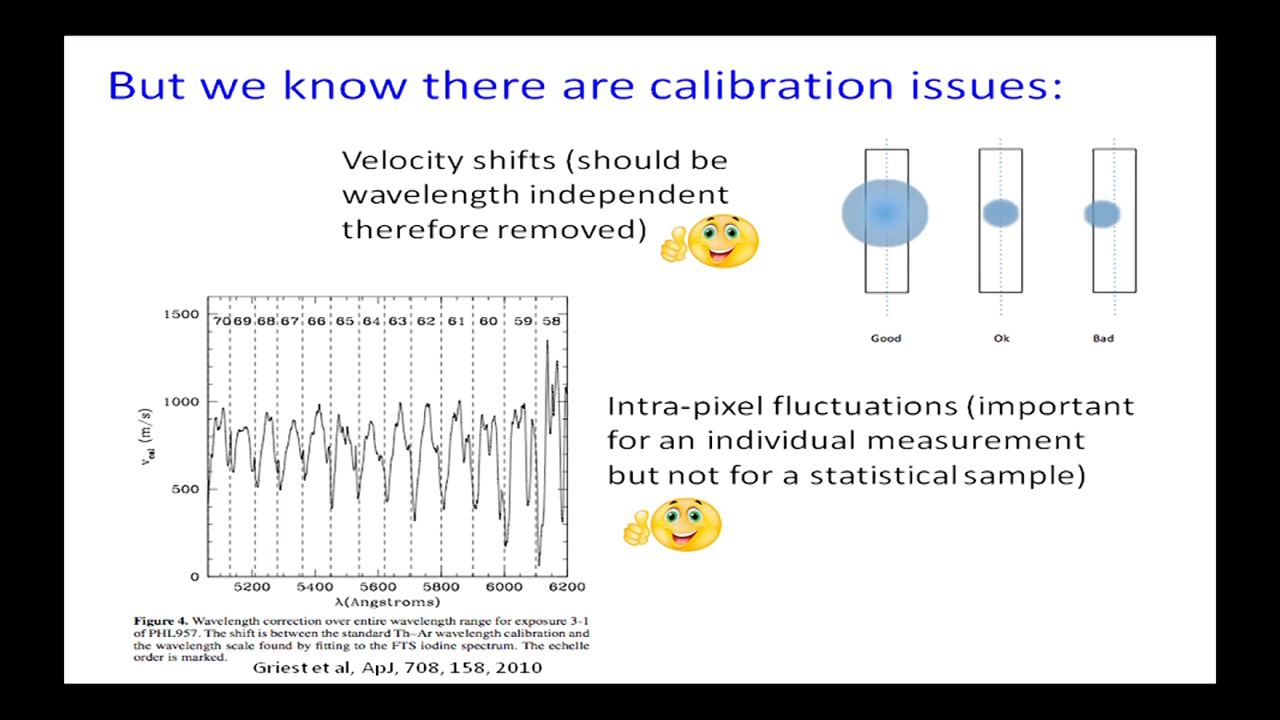 But we know there are calibration issues:
Velocity shifts (should be
wavelength independent
therefore removed)
Good
Ok
Bad
1500
1000
500
0
v_cal (m/s)
70 69 68 67 66 65 64 63 62 61 60 59 58
5200 5400 5600 5800 6000 6200
λ(Angstroms)
Figure 4. Wavelength correction over entire wavelength range for exposure 3-1
of PHL957. The shift is between the standard Th–Ar wavelength calibration and
the wavelength scale found by fitting to the FTS iodine spectrum. The echelle
order is marked.
Griest et al, ApJ, 708, 158, 2010
Intra-pixel fluctuations (important
for an individual measurement
but not for a statistical sample)